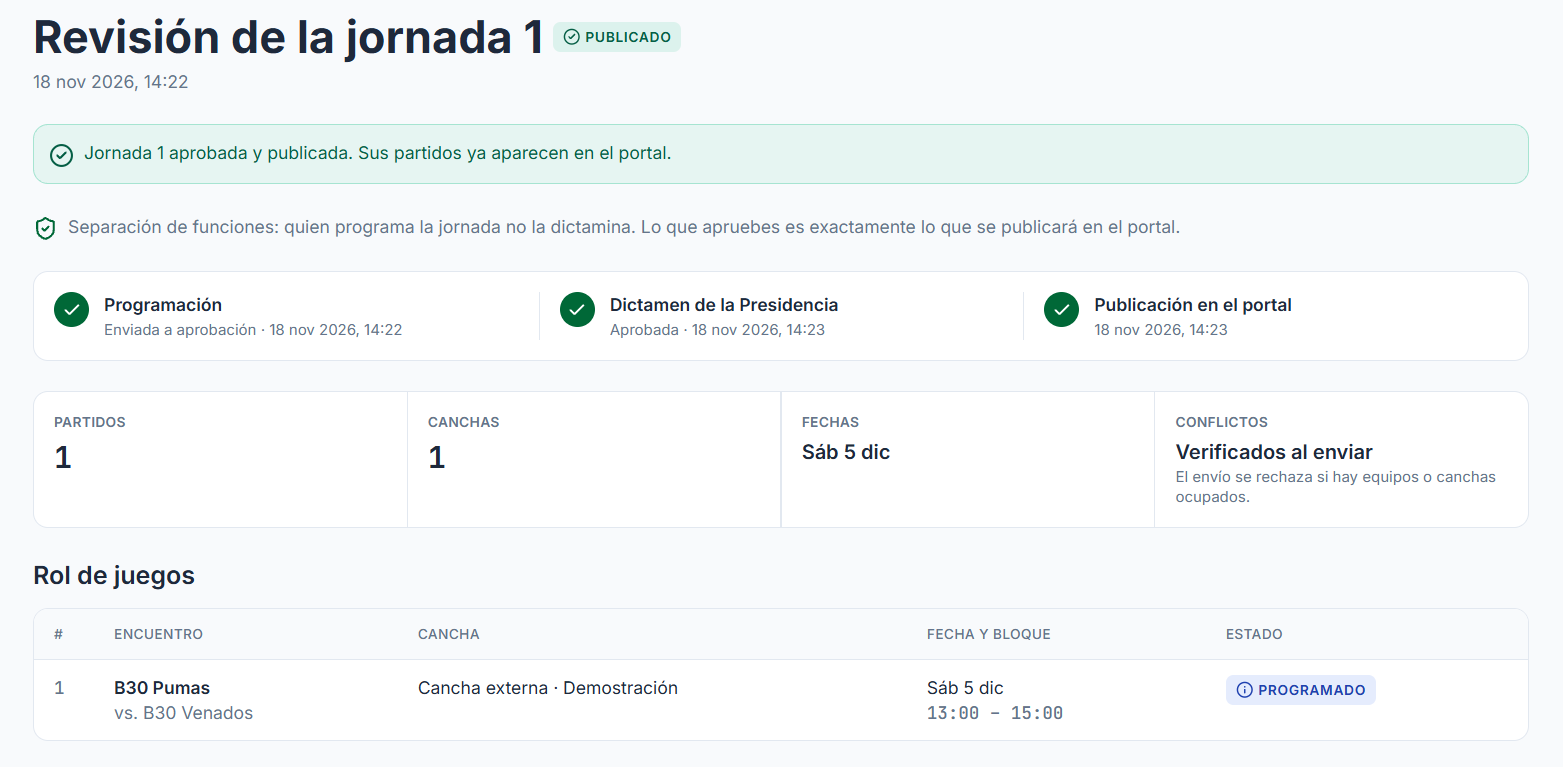 Revisión de la jornada 1
PUBLICADO
18 nov 2026, 14:22
Jornada 1 aprobada y publicada. Sus partidos ya aparecen en el portal.
Separación de funciones: quien programa la jornada no la dictamina. Lo que apruebes es exactamente lo que se publicará en el portal.
Programación
Enviada a aprobación · 18 nov 2026, 14:22
Dictamen de la Presidencia
Aprobada · 18 nov 2026, 14:23
Publicación en el portal
18 nov 2026, 14:23
PARTIDOS
1
CANCHAS
1
FECHAS
Sáb 5 dic
CONFLICTOS
Verificados al enviar
El envío se rechaza si hay equipos o canchas
ocupados.
Rol de juegos
# ENCUENTRO CANCHA FECHA Y BLOQUE ESTADO
1 B30 Pumas Cancha externa · Demostración Sáb 5 dic PROGRAMADO
vs. B30 Venados 13:00 – 15:00